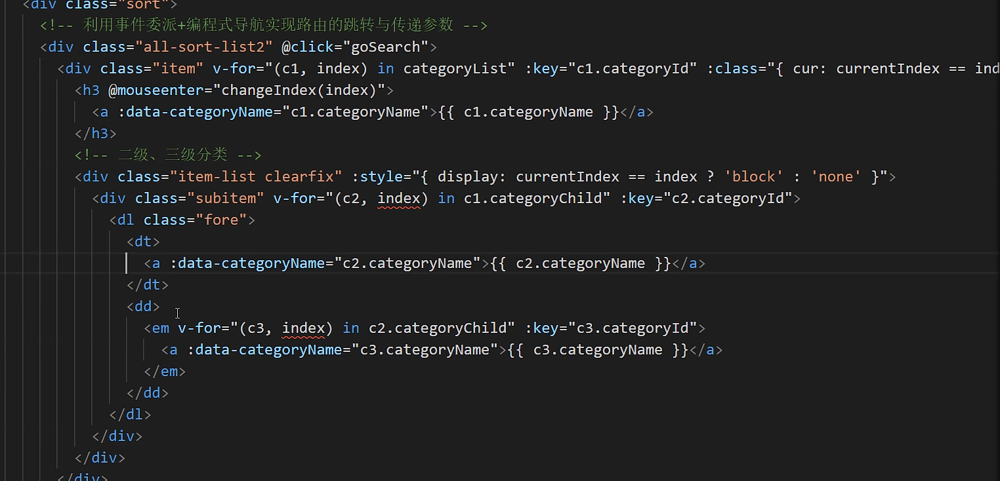 <div class="sort">
<!-- 利用事件委派+编程式导航实现路由的跳转与传递参数 -->
<div class="all-sort-list2" @click="goSearch">
<div class="item" v-for="(c1, index) in categoryList" :key="c1.categoryId" :class="{ cur: currentIndex == ind
<h3 @mouseenter="changeIndex(index)">
<a :data-categoryName="c1.categoryName">{{ c1.categoryName }}</a>
</h3>
<!-- 二级、三级分类 -->
<div class="item-list clearfix" :style="{ display: currentIndex == index ? 'block' : 'none' }">
<div class="subitem" v-for="(c2, index) in c1.categoryChild" :key="c2.categoryId">
<dl class="fore">
<dt>
<a :data-categoryName="c2.categoryName">{{ c2.categoryName }}</a>
</dt>
<dd>
<em v-for="(c3, index) in c2.categoryChild" :key="c3.categoryId">
<a :data-categoryName="c3.categoryName">{{ c3.categoryName }}</a>
</em>
</dd>
</dl>
</div>
</div>
</div>